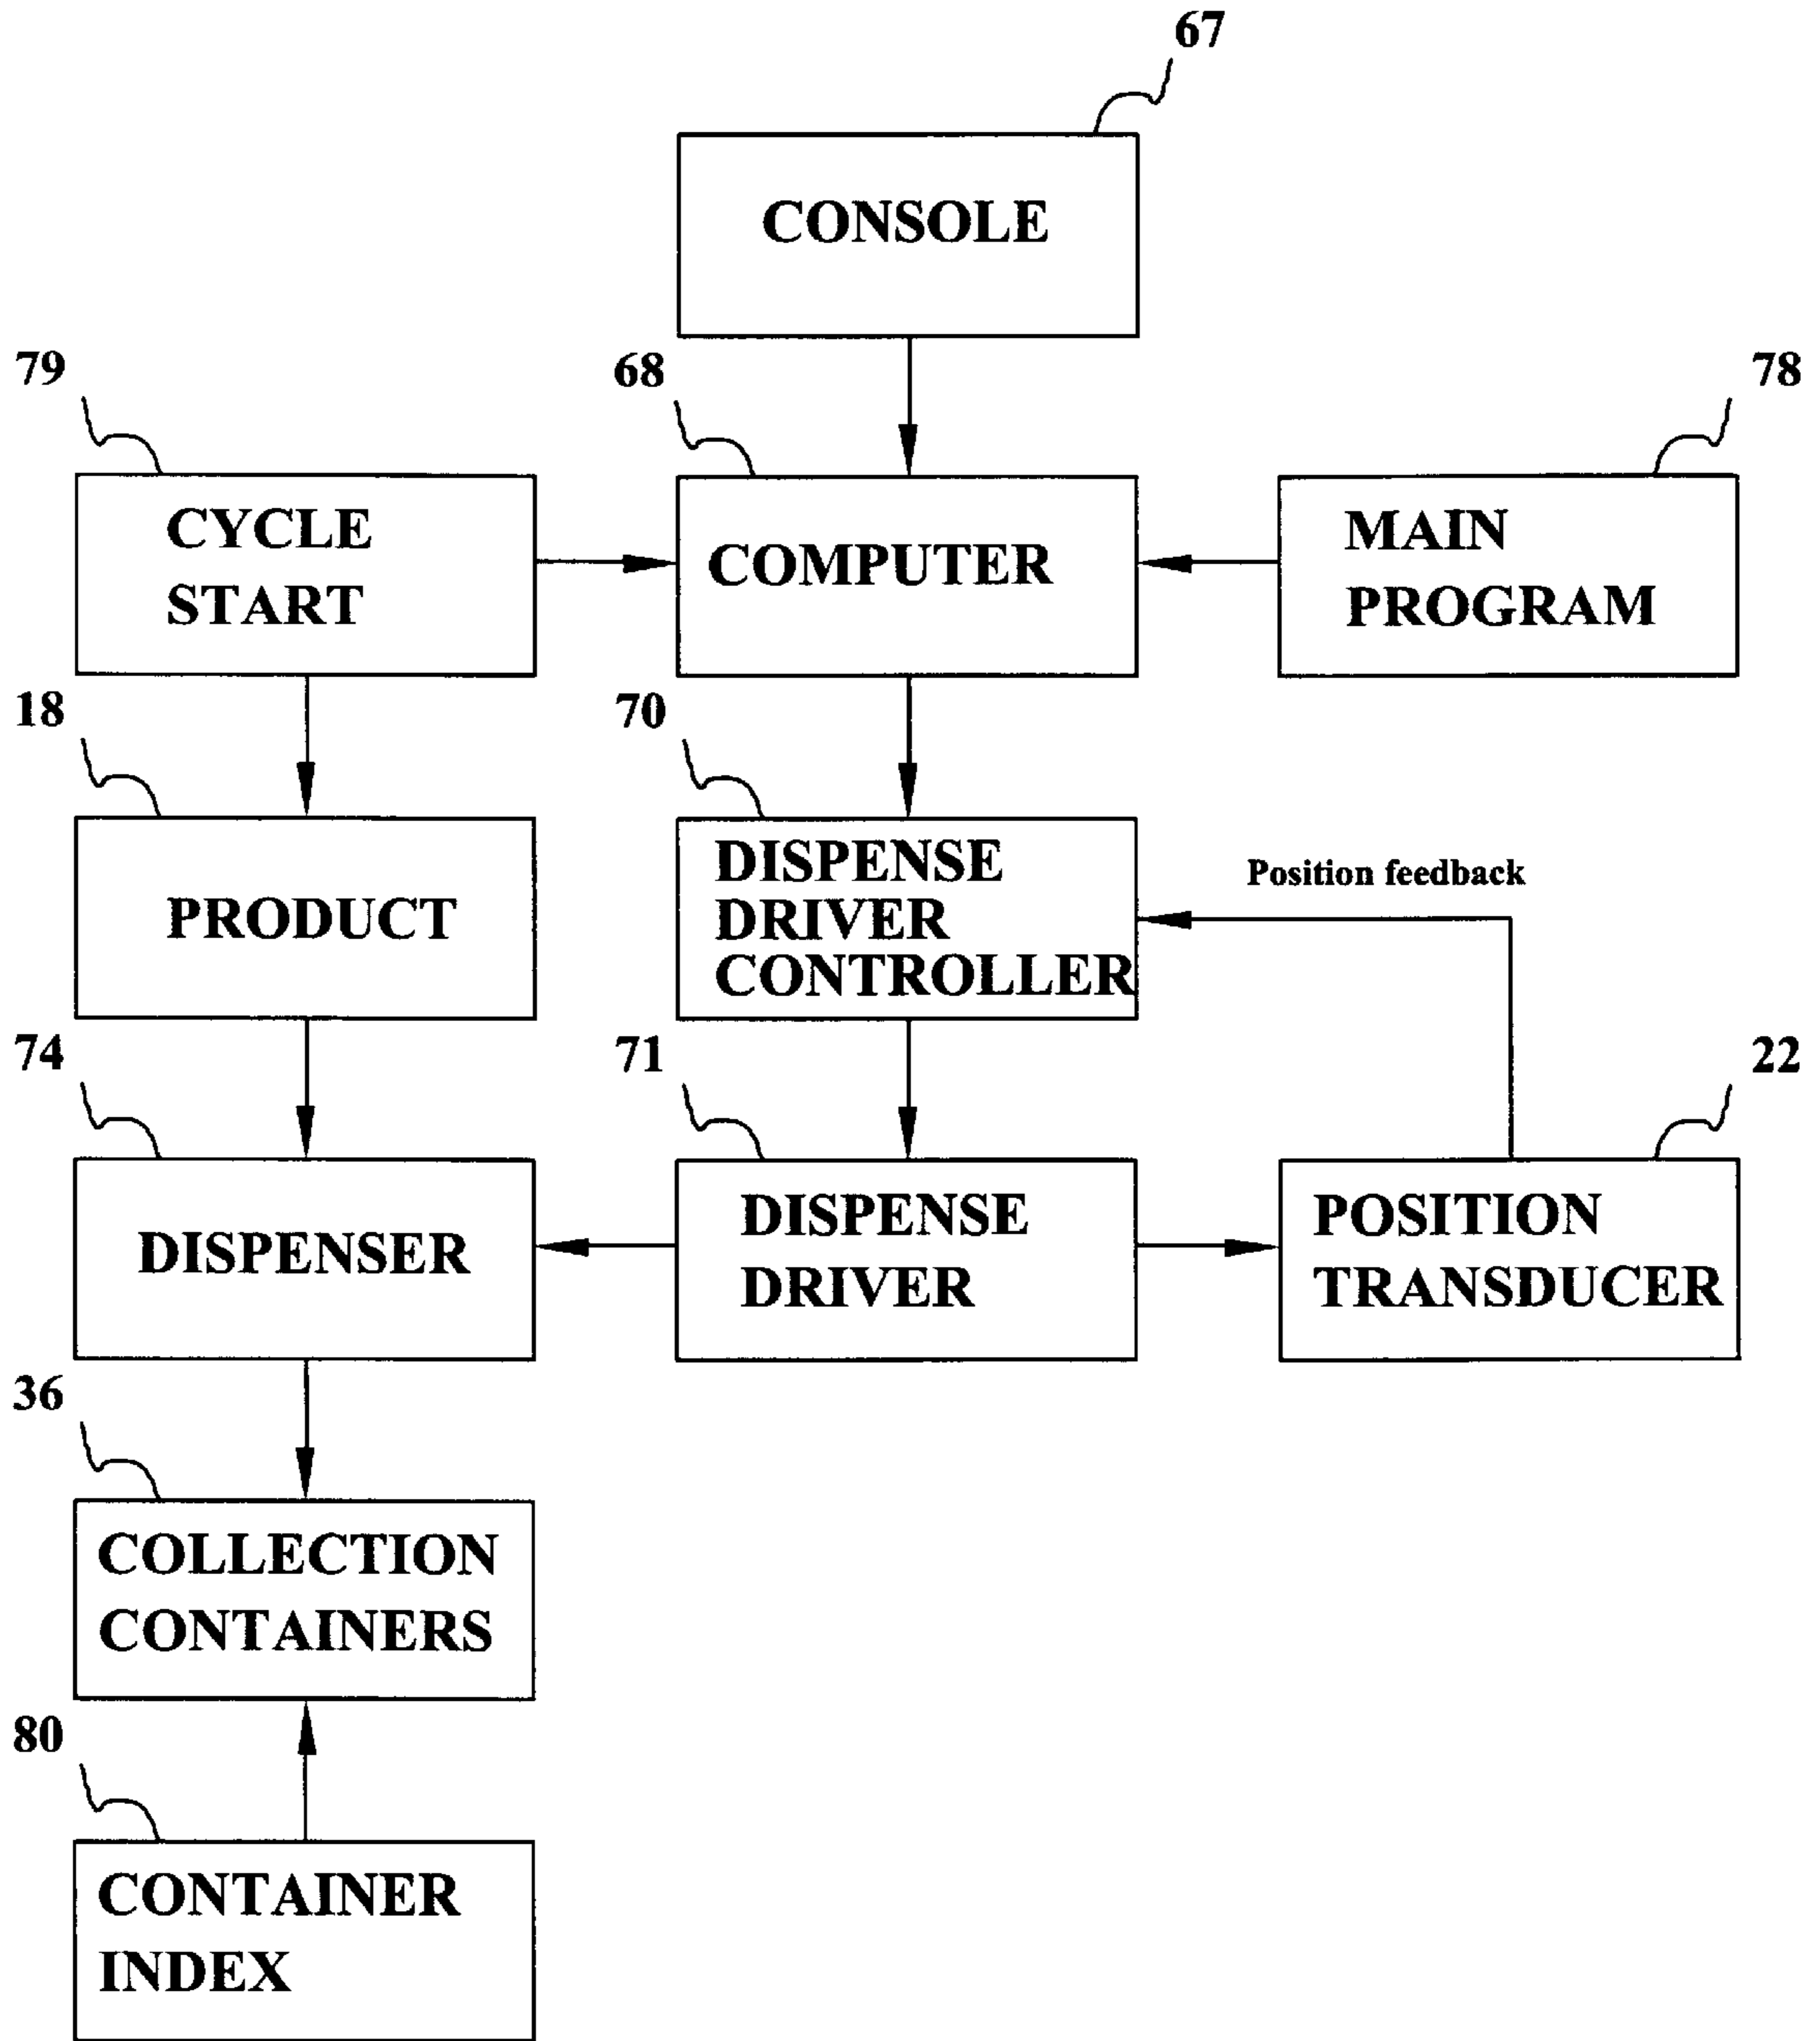 67
CONSOLE
79
68
78
CYCLE
START
COMPUTER
MAIN
PROGRAM
18
70
PRODUCT
DISPENSE
DRIVER
CONTROLLER
Position feedback
74
71
22
DISPENSER
DISPENSE
DRIVER
POSITION
TRANSDUCER
36
COLLECTION
CONTAINERS
80
CONTAINER
INDEX